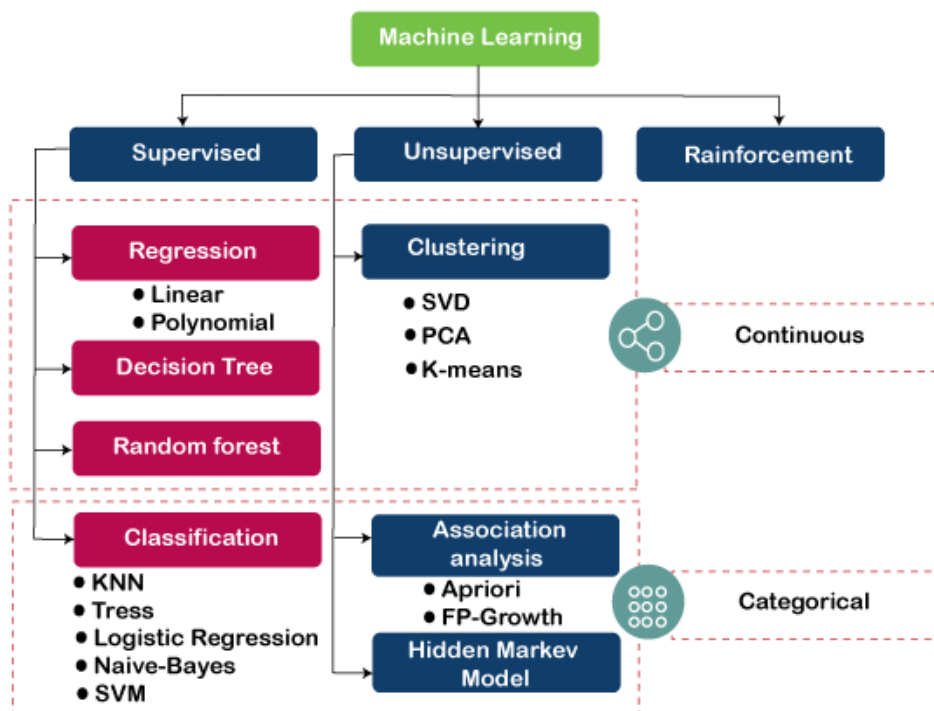 Machine Learning
Supervised
Unsupervised
Rainforcement
Regression
• Linear
• Polynomial
Decision Tree
Random forest
Clustering
• SVD
• PCA
• K-means
Continuous
Classification
• KNN
• Tress
• Logistic Regression
• Naive-Bayes
• SVM
Association
analysis
• Apriori
• FP-Growth
Hidden Markev
Model
Categorical